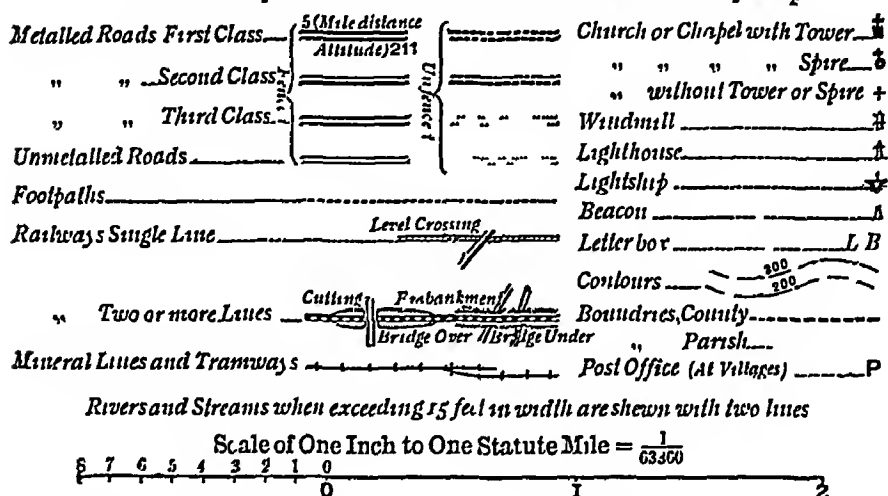 Metalled Roads First Class
5 (Mile distance
Altitude) 211
„ „ Second Class
„ „ Third Class
Unmetalled Roads
Footpaths
Railways Single Line
Level Crossing
„ Two or more Lines
Cutting
Embankment
Bridge Over
Bridge Under
Mineral Lines and Tramways
Church or Chapel with Tower
„ „ „ „ Spire
„ without Tower or Spire
Windmill
Lighthouse
Lightship
Beacon
Letter box L B
Contours 300
200
Boundries, County
„ Parish
Post Office (At Villages) P
Rivers and Streams when exceeding 15 feet in width are shewn with two lines
Scale of One Inch to One Statute Mile = 1/63360
8 7 6 5 4 3 2 1 0
0 1 2